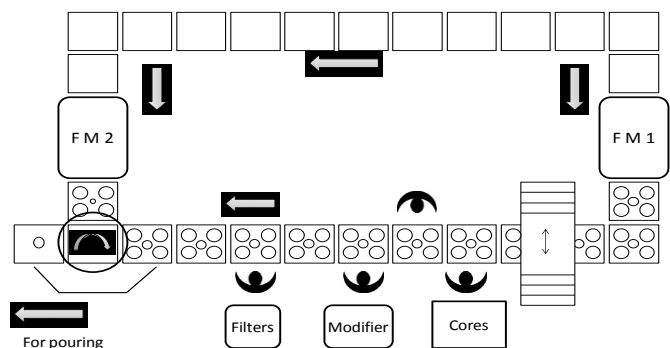 F M 2
F M 1
Filters
Modifier
Cores
For pouring